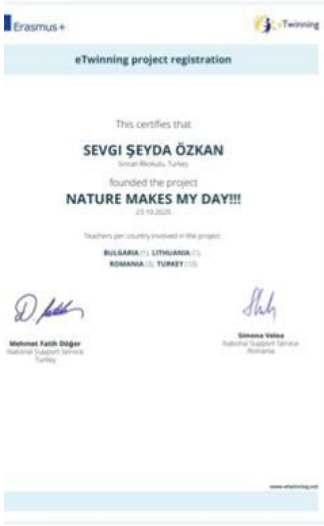 Erasmus+
eTwinning
eTwinning project registration
This certifies that
SEVGI ŞEYDA ÖZKAN
Sincan İlkokulu, Turkey
founded the project
NATURE MAKES MY DAY!!!
23.10.2020
Teachers per country involved in the project:
BULGARIA (1), LITHUANIA
ROMANIA (3), TURKEY (10)
Mehmet Fatih Döğer
National Support Service
Turkey
Simona Velea
National Support Service
Romania
www.etwinning.net